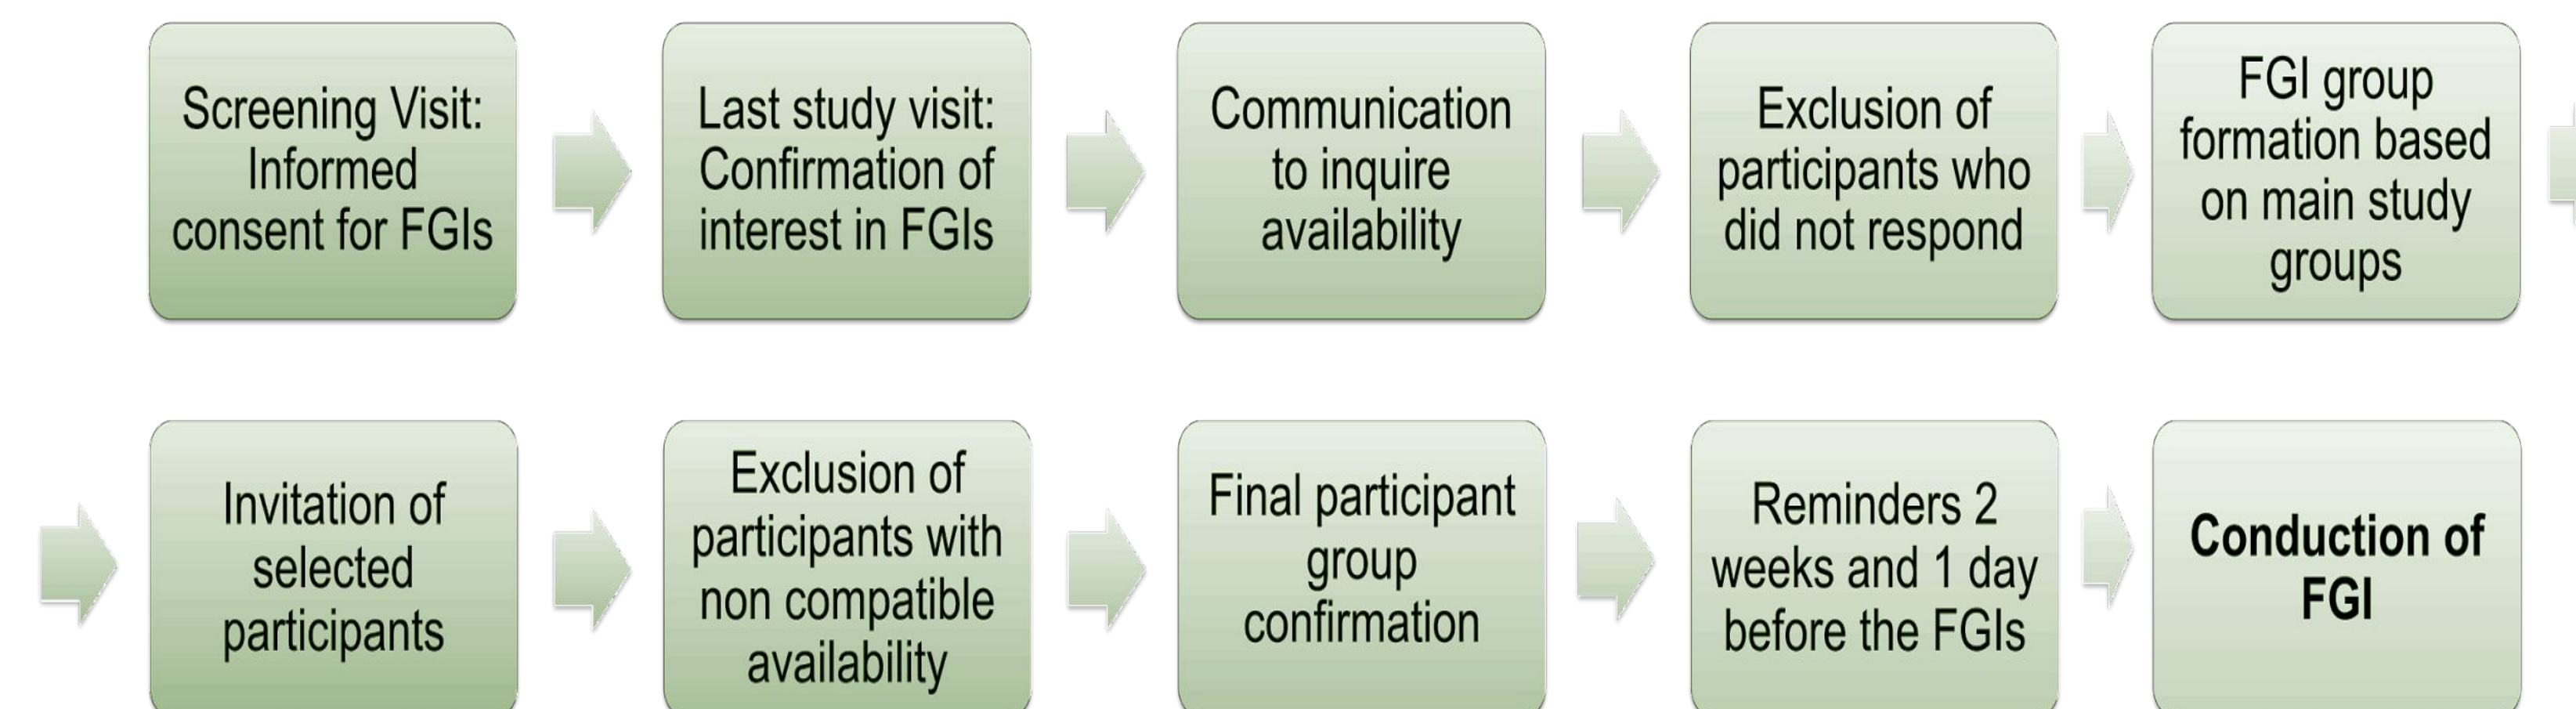 Screening Visit:
Informed
consent for FGIs
Last study visit:
Confirmation of
interest in FGIs
Communication
to inquire
availability
Exclusion of
participants who
did not respond
FGI group
formation based
on main study
groups
Invitation of
selected
participants
Exclusion of
participants with
non compatible
availability
Final participant
group
confirmation
Reminders 2
weeks and 1 day
before the FGIs
Conduction of
FGI